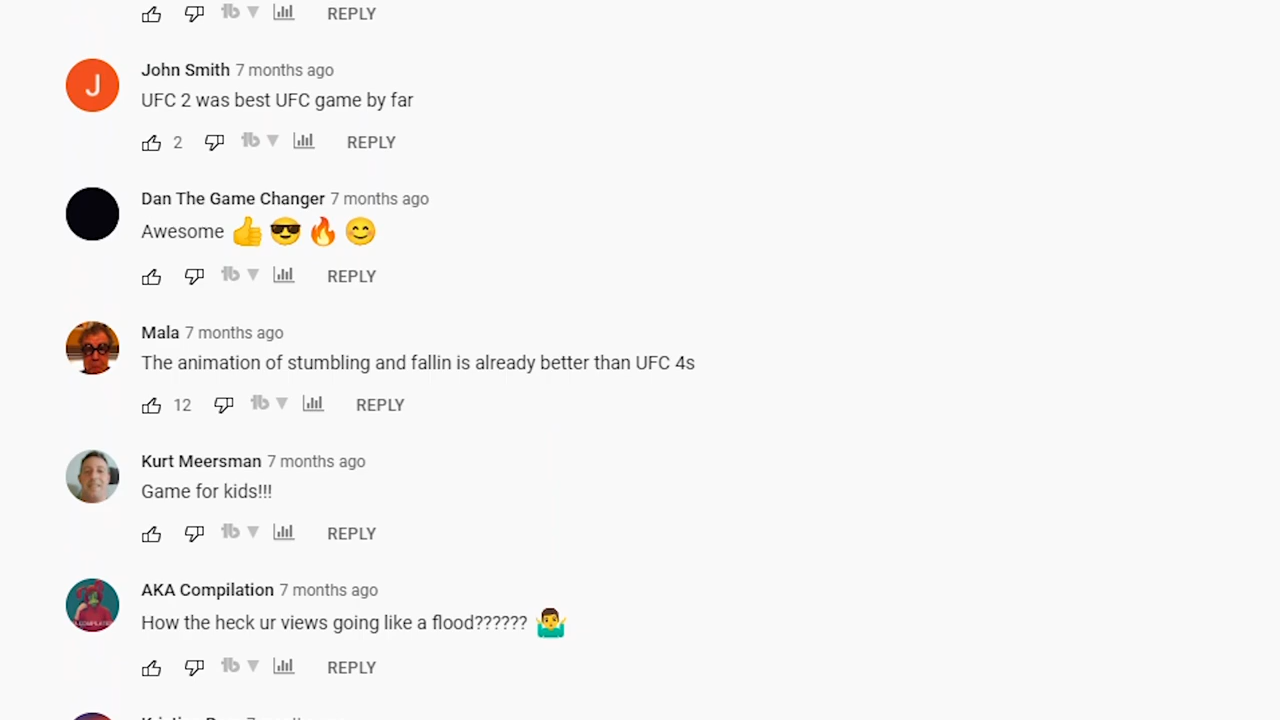 REPLY
John Smith 7 months ago
UFC 2 was best UFC game by far
2 REPLY
Dan The Game Changer 7 months ago
Awesome 👍 😎 🔥 😊
REPLY
Mala 7 months ago
The animation of stumbling and fallin is already better than UFC 4s
12 REPLY
Kurt Meersman 7 months ago
Game for kids!!!
REPLY
AKA Compilation 7 months ago
How the heck ur views going like a flood?????? 🤷‍♂️
REPLY